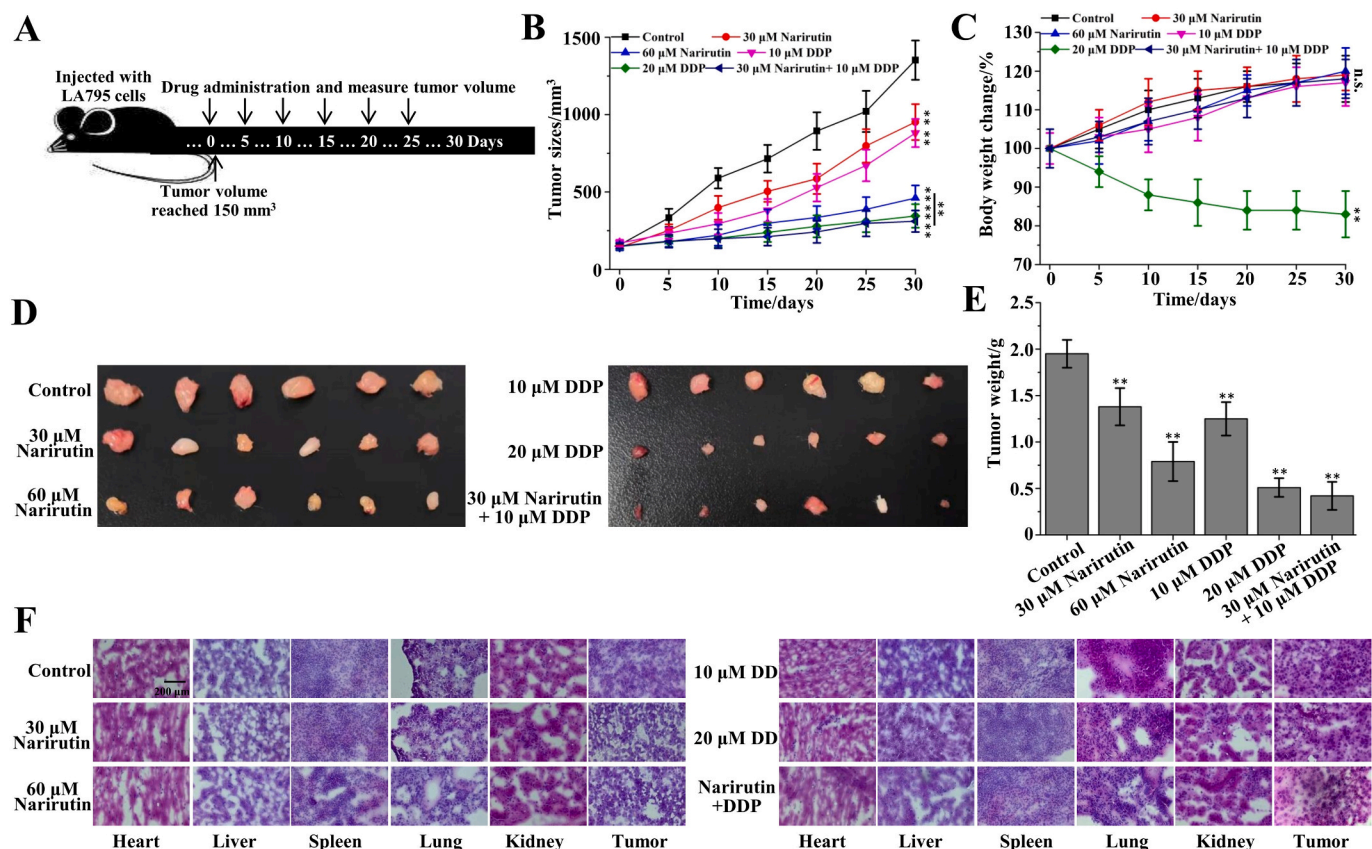 A
Injected with
LA795 cells
Drug administration and measure tumor volume
... 0 ... 5 ... 10 ... 15 ... 20 ... 25 ... 30 Days
Tumor volume
reached 150 mm³
B
Control
30 µM Narirutin
60 µM Narirutin
10 µM DDP
20 µM DDP
30 µM Narirutin+ 10 µM DDP
Tumor sizes/mm³
1500
1000
500
0
0 5 10 15 20 25 30
Time/days
** ** ** ** ** **
C
Control
30 µM Narirutin
60 µM Narirutin
10 µM DDP
20 µM DDP
30 µM Narirutin+ 10 µM DDP
Body weight change/%
120
110
100
90
80
70
0 5 10 15 20 25 30
Time/days
n.s
**
D
Control
30 µM
Narirutin
60 µM
Narirutin
10 µM DDP
20 µM DDP
30 µM Narirutin
+ 10 µM DDP
E
Tumor weight/g
2.5
2.0
1.5
1.0
0.5
0
** ** ** ** **
Control
30 µM Narirutin
60 µM Narirutin
10 µM DDP
20 µM DDP
30 µM Narirutin
+ 10 µM DDP
F
Control
200 µm
30 µM
Narirutin
60 µM
Narirutin
Heart Liver Spleen Lung Kidney Tumor
10 µM DD
20 µM DD
Narirutin
+DDP
Heart Liver Spleen Lung Kidney Tumor